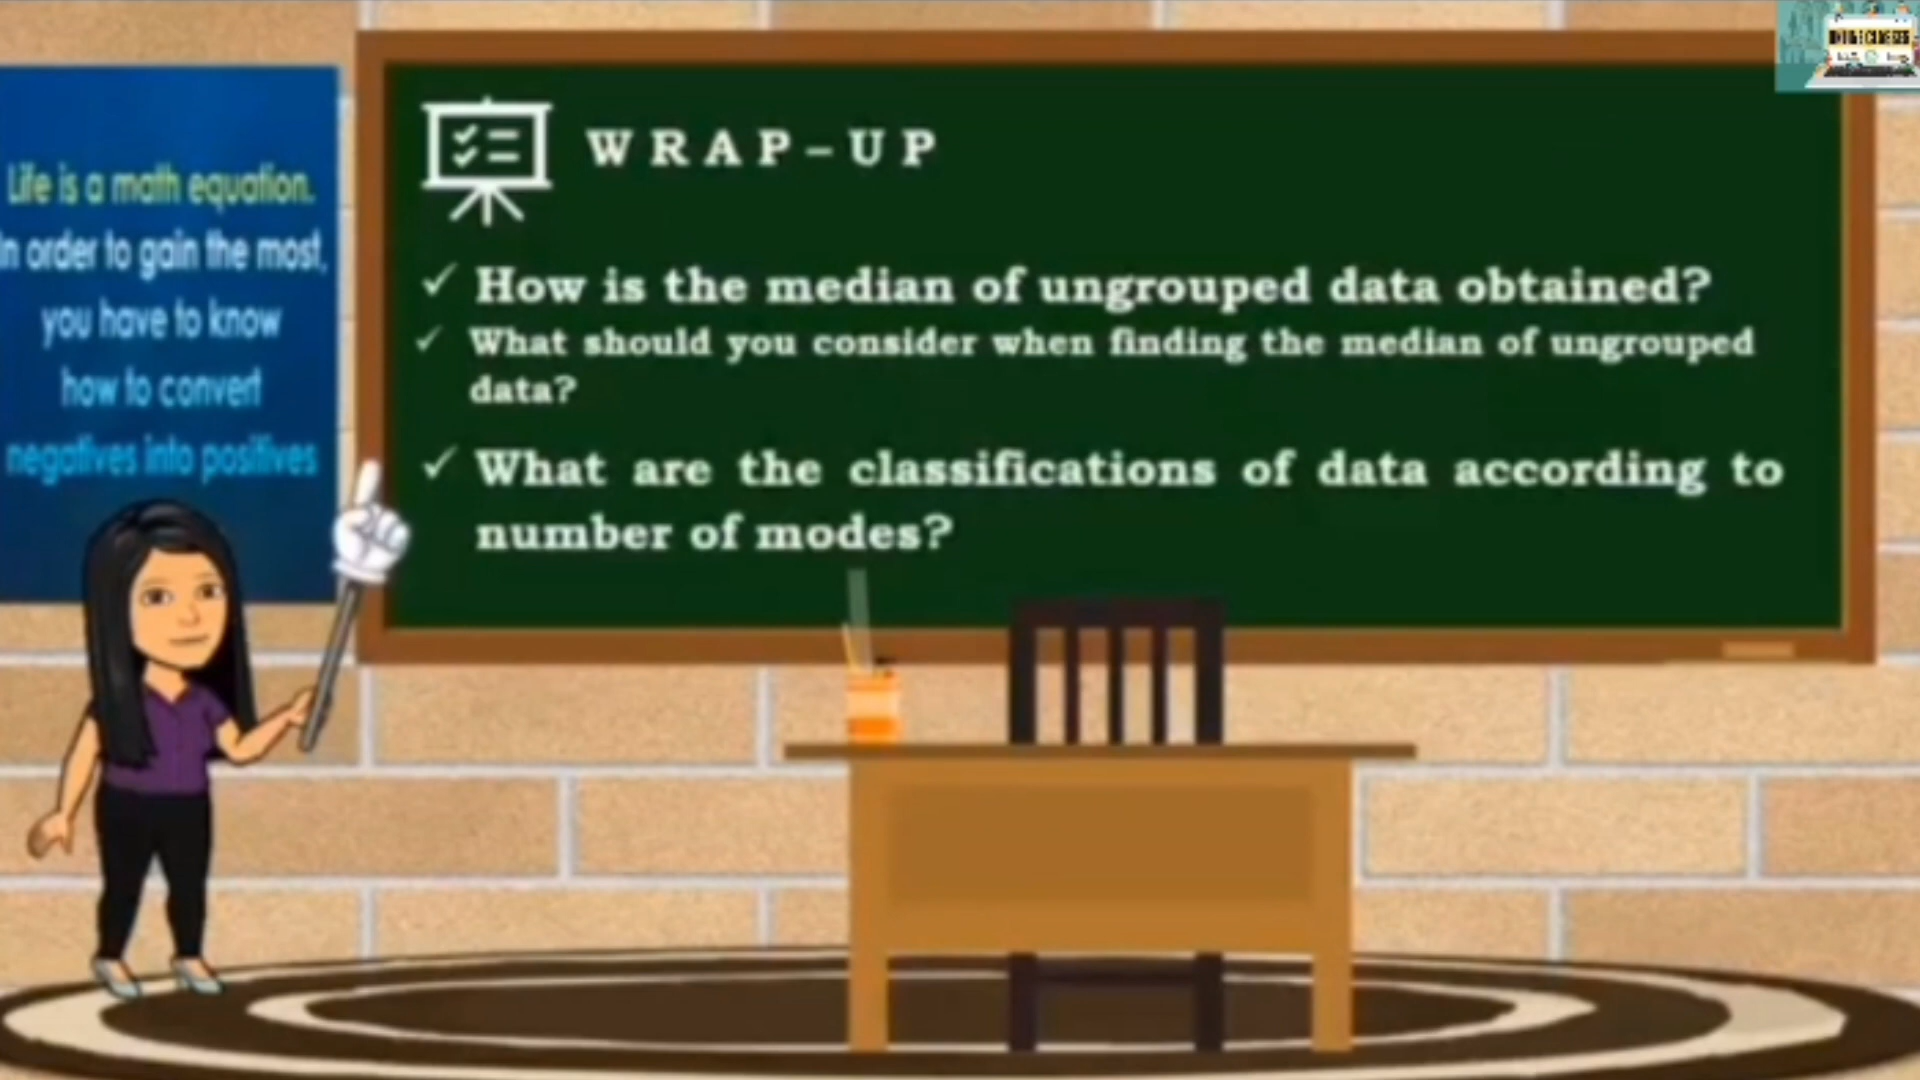 Life is a math equation.
In order to gain the most,
you have to know
how to convert
negatives into positives
WRAP-UP
✓ How is the median of ungrouped data obtained?
✓ What should you consider when finding the median of ungrouped
data?
✓ What are the classifications of data according to
number of modes?